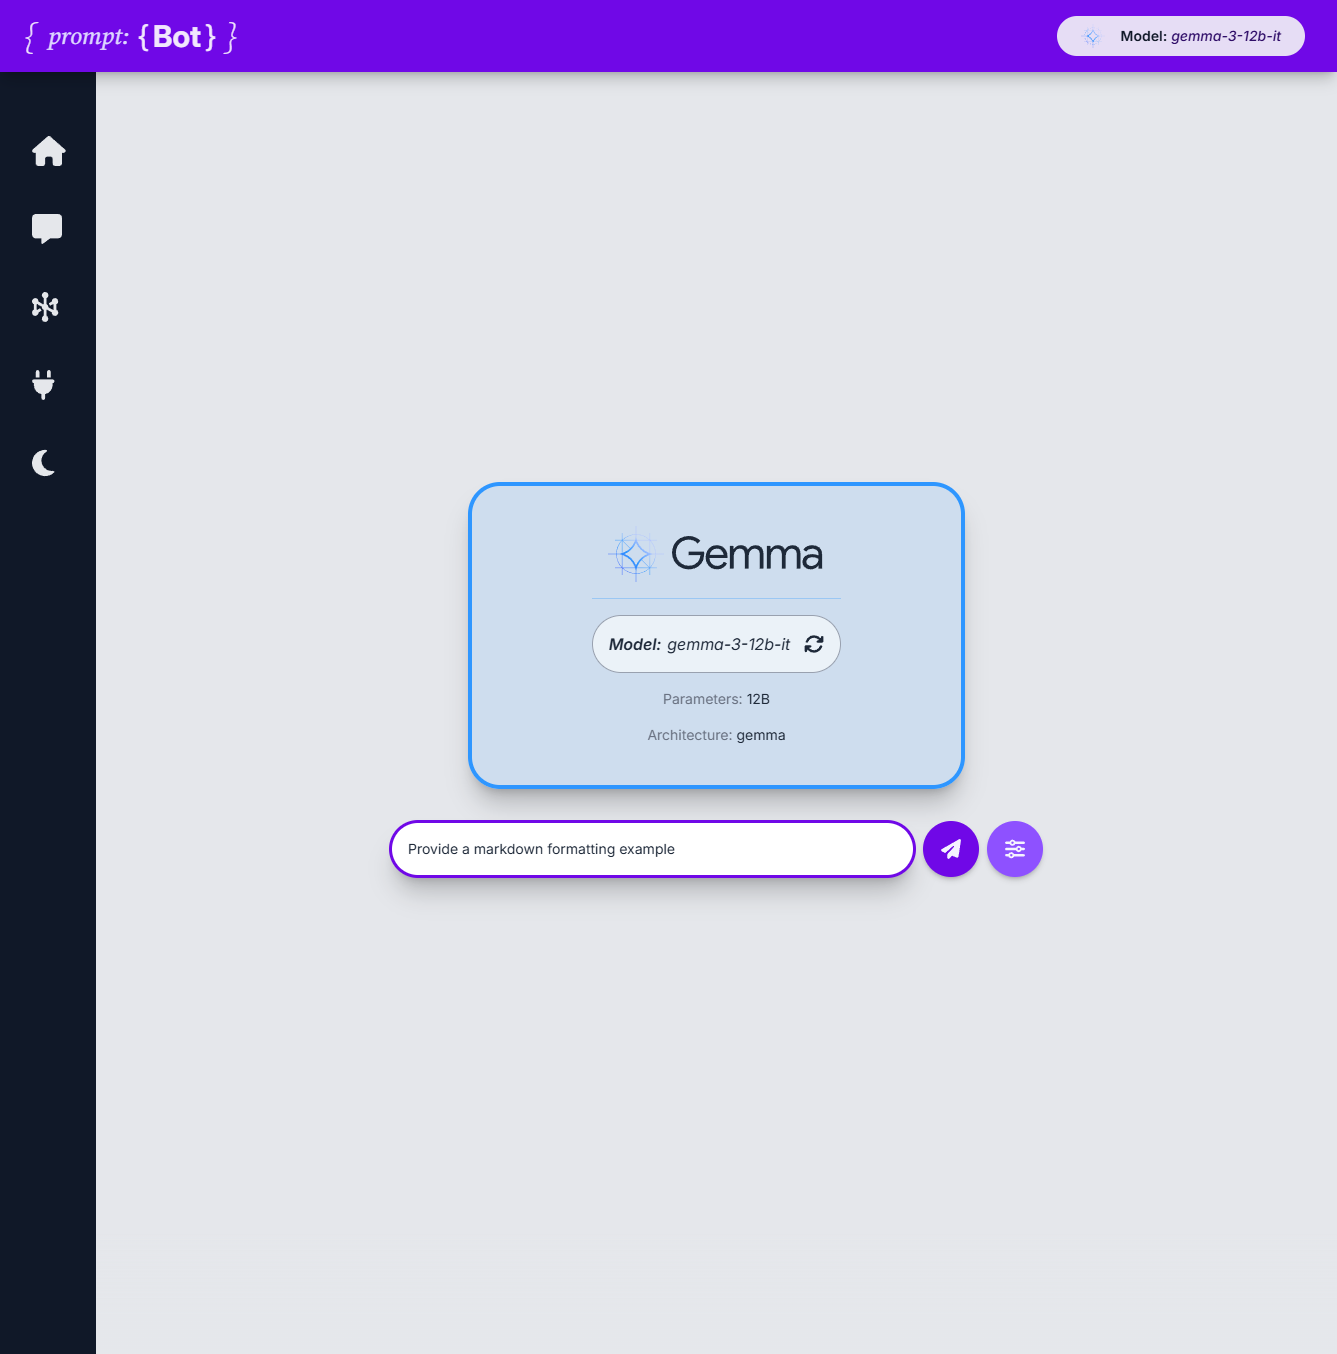 { prompt: {Bot} }
Model: gemma-3-12b-it
Gemma
Model: gemma-3-12b-it
Parameters: 12B
Architecture: gemma
Provide a markdown formatting example